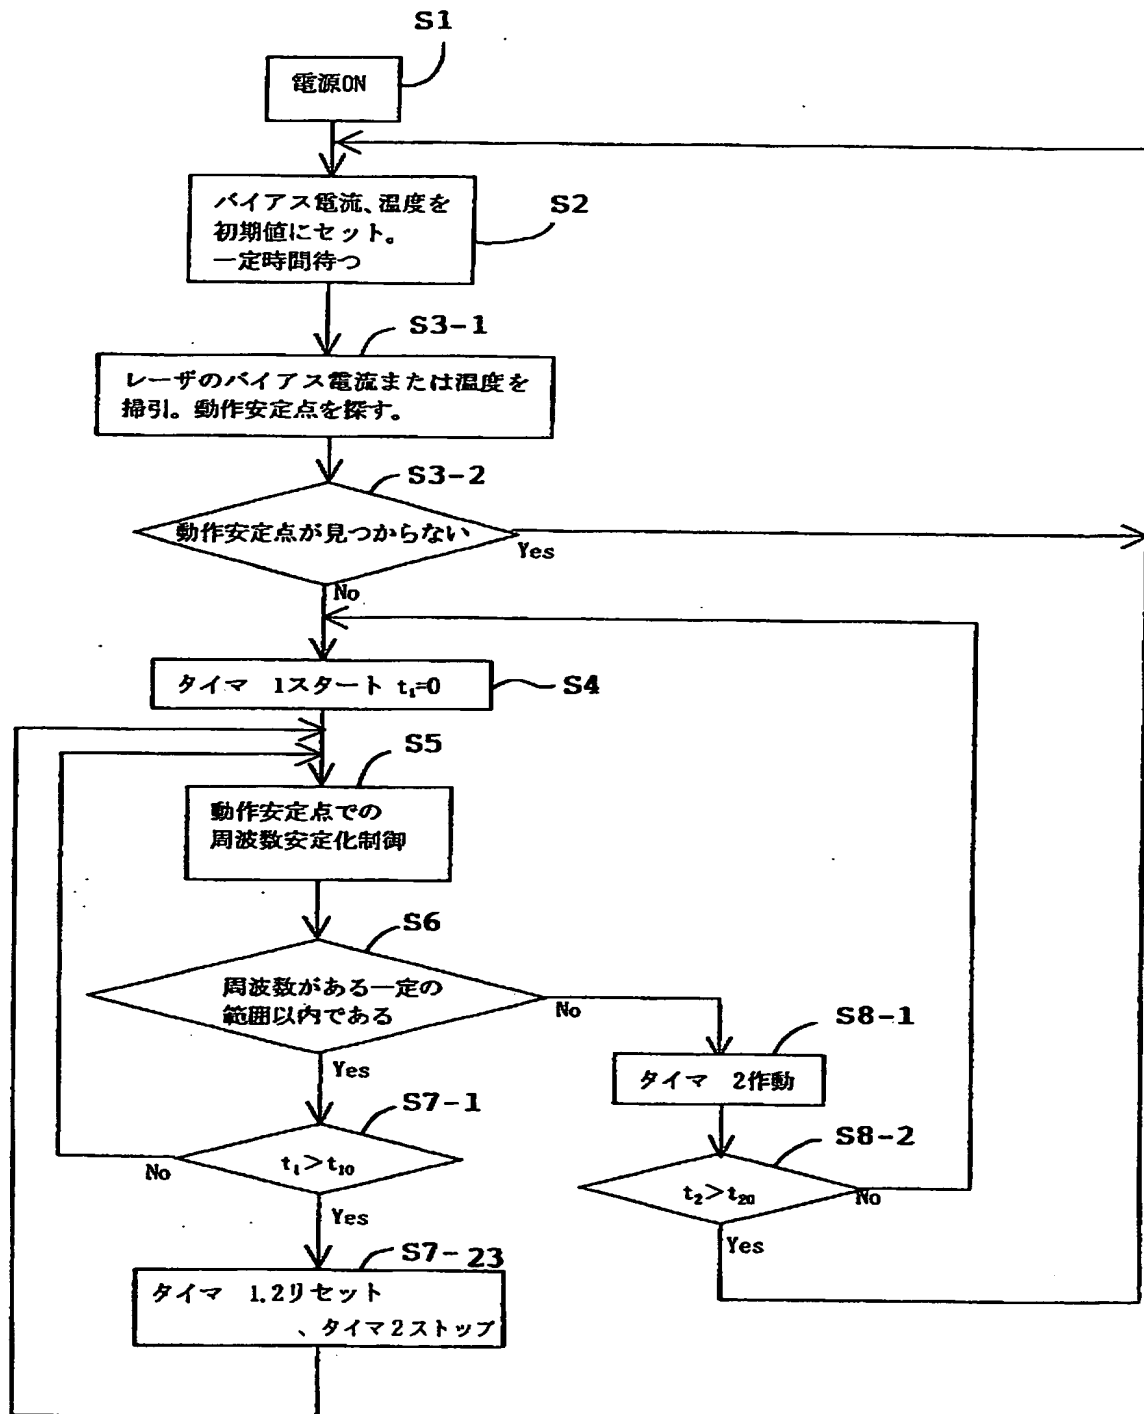 S1
電源ON
バイアス電流、温度を
初期値にセット。
一定時間待つ
S2
S3-1
レーザのバイアス電流または温度を
掃引。動作安定点を探す。
S3-2
動作安定点が見つからない
Yes
No
タイマ 1スタート t₁=0
S4
S5
動作安定点での
周波数安定化制御
S6
周波数がある一定の
範囲以内である
No
Yes
S8-1
タイマ 2作動
S7-1
t₁>t₁₀
No
Yes
S8-2
t₂>t₂₀
No
Yes
S7-23
タイマ 1.2リセット
、タイマ2ストップ